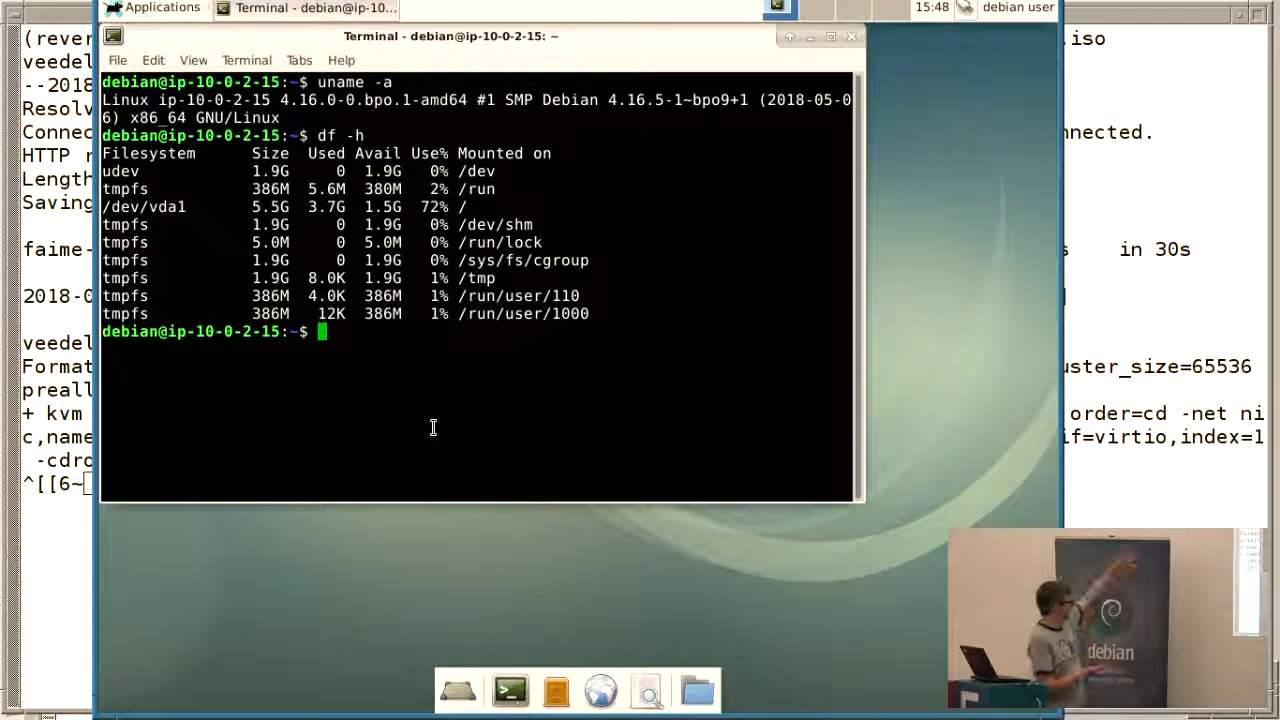 Applications
Terminal - debian@ip-10...
15:48
debian user
Terminal - debian@ip-10-0-2-15: ~
File Edit View Terminal Tabs Help
debian@ip-10-0-2-15:~$ uname -a
Linux ip-10-0-2-15 4.16.0-0.bpo.1-amd64 #1 SMP Debian 4.16.5-1~bpo9+1 (2018-05-0
6) x86_64 GNU/Linux
debian@ip-10-0-2-15:~$ df -h
Filesystem Size Used Avail Use% Mounted on
udev 1.9G 0 1.9G 0% /dev
tmpfs 386M 5.6M 380M 2% /run
/dev/vda1 5.5G 3.7G 1.5G 72% /
tmpfs 1.9G 0 1.9G 0% /dev/shm
tmpfs 5.0M 0 5.0M 0% /run/lock
tmpfs 1.9G 0 1.9G 0% /sys/fs/cgroup
tmpfs 1.9G 8.0K 1.9G 1% /tmp
tmpfs 386M 4.0K 386M 1% /run/user/110
tmpfs 386M 12K 386M 1% /run/user/1000
debian@ip-10-0-2-15:~$
(rever
iso
veedel
--2018
Resolv
Connec
nnected.
HTTP r
Length
Saving
faime-
in 30s
2018-0
veedel
Format
uster_size=65536
preall
+ kvm
order=cd -net ni
c,name
if=virtio,index=1
-cdro
^[[6~
debian